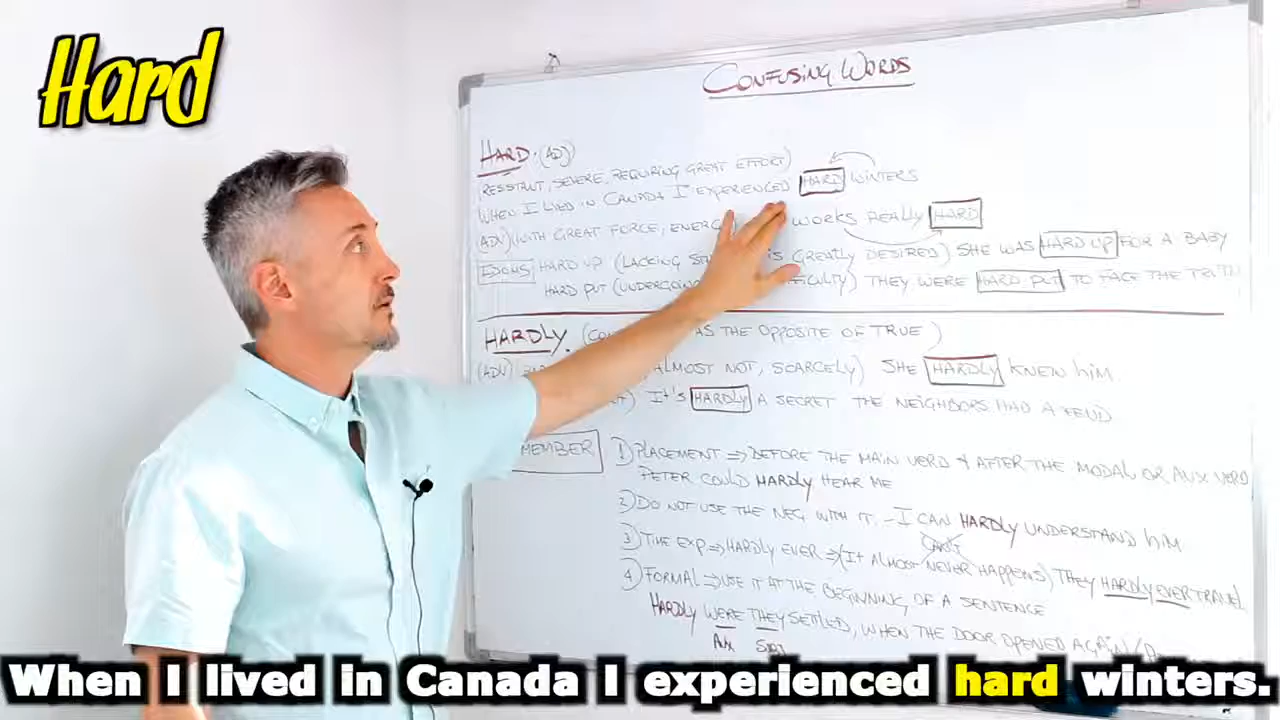 Hard
CONFUSING WORDS
HARD. (ADJ)
RESISTANT, SEVERE, REQUIRING GREAT EFFORT)
WHEN I LIVED IN CANADA I EXPERIENCED HARD WINTERS
(ADV) WITH GREAT FORCE, WORKS REALLY HARD
IDIOMS HARD UP (LACKING IS GREATLY DESIRED) SHE WAS HARD UP FOR A BABY
HARD PUT (UNDERGOING THEY WERE HARD PUT TO FACE THE TRUTH
HARDLY. AS THE OPPOSITE OF TRUE)
(ADV) ALMOST NOT, SCARCELY) SHE HARDLY KNEW HIM
IT'S HARDLY A SECRET THE NEIGHBORS HAD A FEUD
1) PLACEMENT ⇒ BEFORE THE MAIN VERB & AFTER THE MODAL OR AUX VERB
PETER COULD HARDLY HEAR ME
2) DO NOT USE THE NEG WITH IT. - I CAN HARDLY UNDERSTAND HIM
CAN'T
3) TIME EXP ⇒ HARDLY EVER ⇒ (IT ALMOST NEVER HAPPENS) THEY HARDLY EVER TRAVEL
4) FORMAL ⇒ USE IT AT THE BEGINNING OF A SENTENCE
HARDLY WERE THEY SETTLED, WHEN THE DOOR OPENED AGAIN
AUX SUBJ
When I lived in Canada I experienced hard winters.